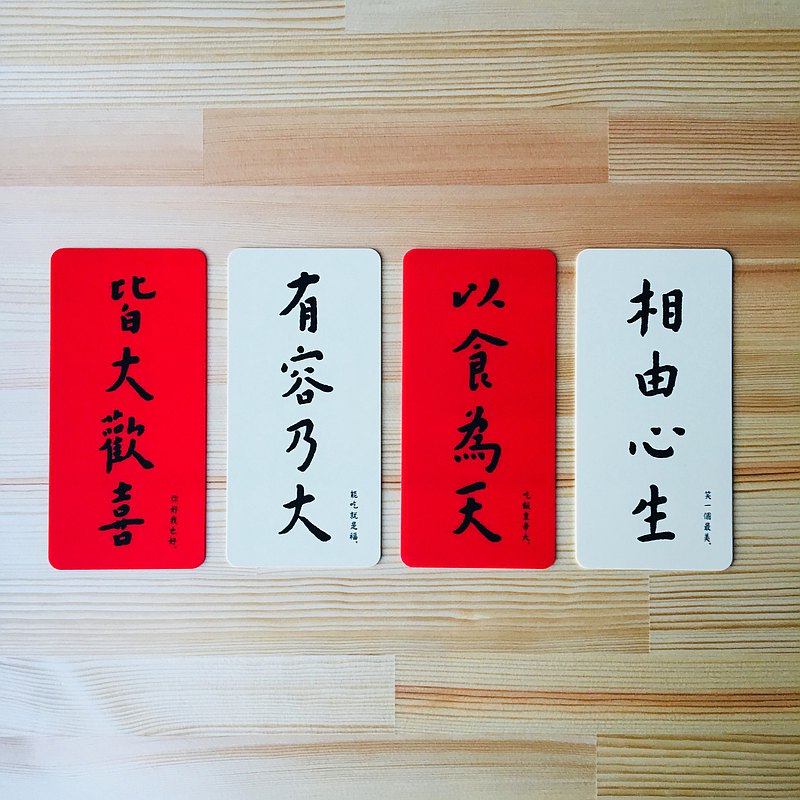 皆大歡喜
你好我也好。
有容乃大
能吃就是福。
以食為天
吃飯皇帝大。
相由心生
笑一個最美。